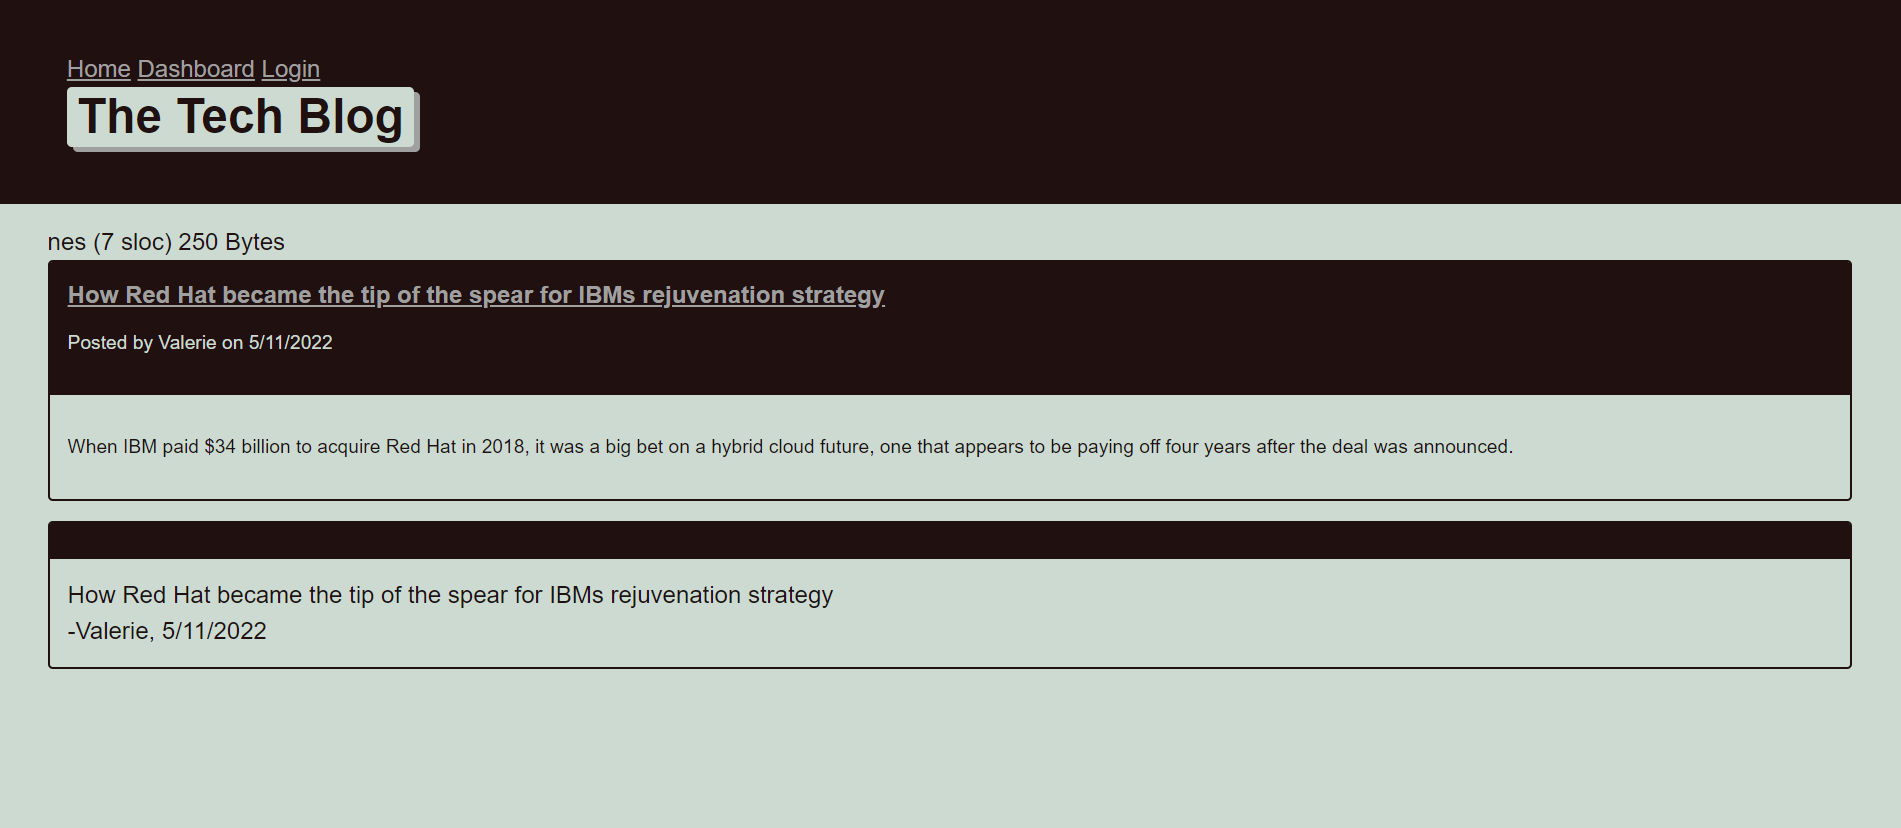 Home Dashboard Login
The Tech Blog
nes (7 sloc) 250 Bytes
How Red Hat became the tip of the spear for IBMs rejuvenation strategy
Posted by Valerie on 5/11/2022
When IBM paid $34 billion to acquire Red Hat in 2018, it was a big bet on a hybrid cloud future, one that appears to be paying off four years after the deal was announced.
How Red Hat became the tip of the spear for IBMs rejuvenation strategy
-Valerie, 5/11/2022